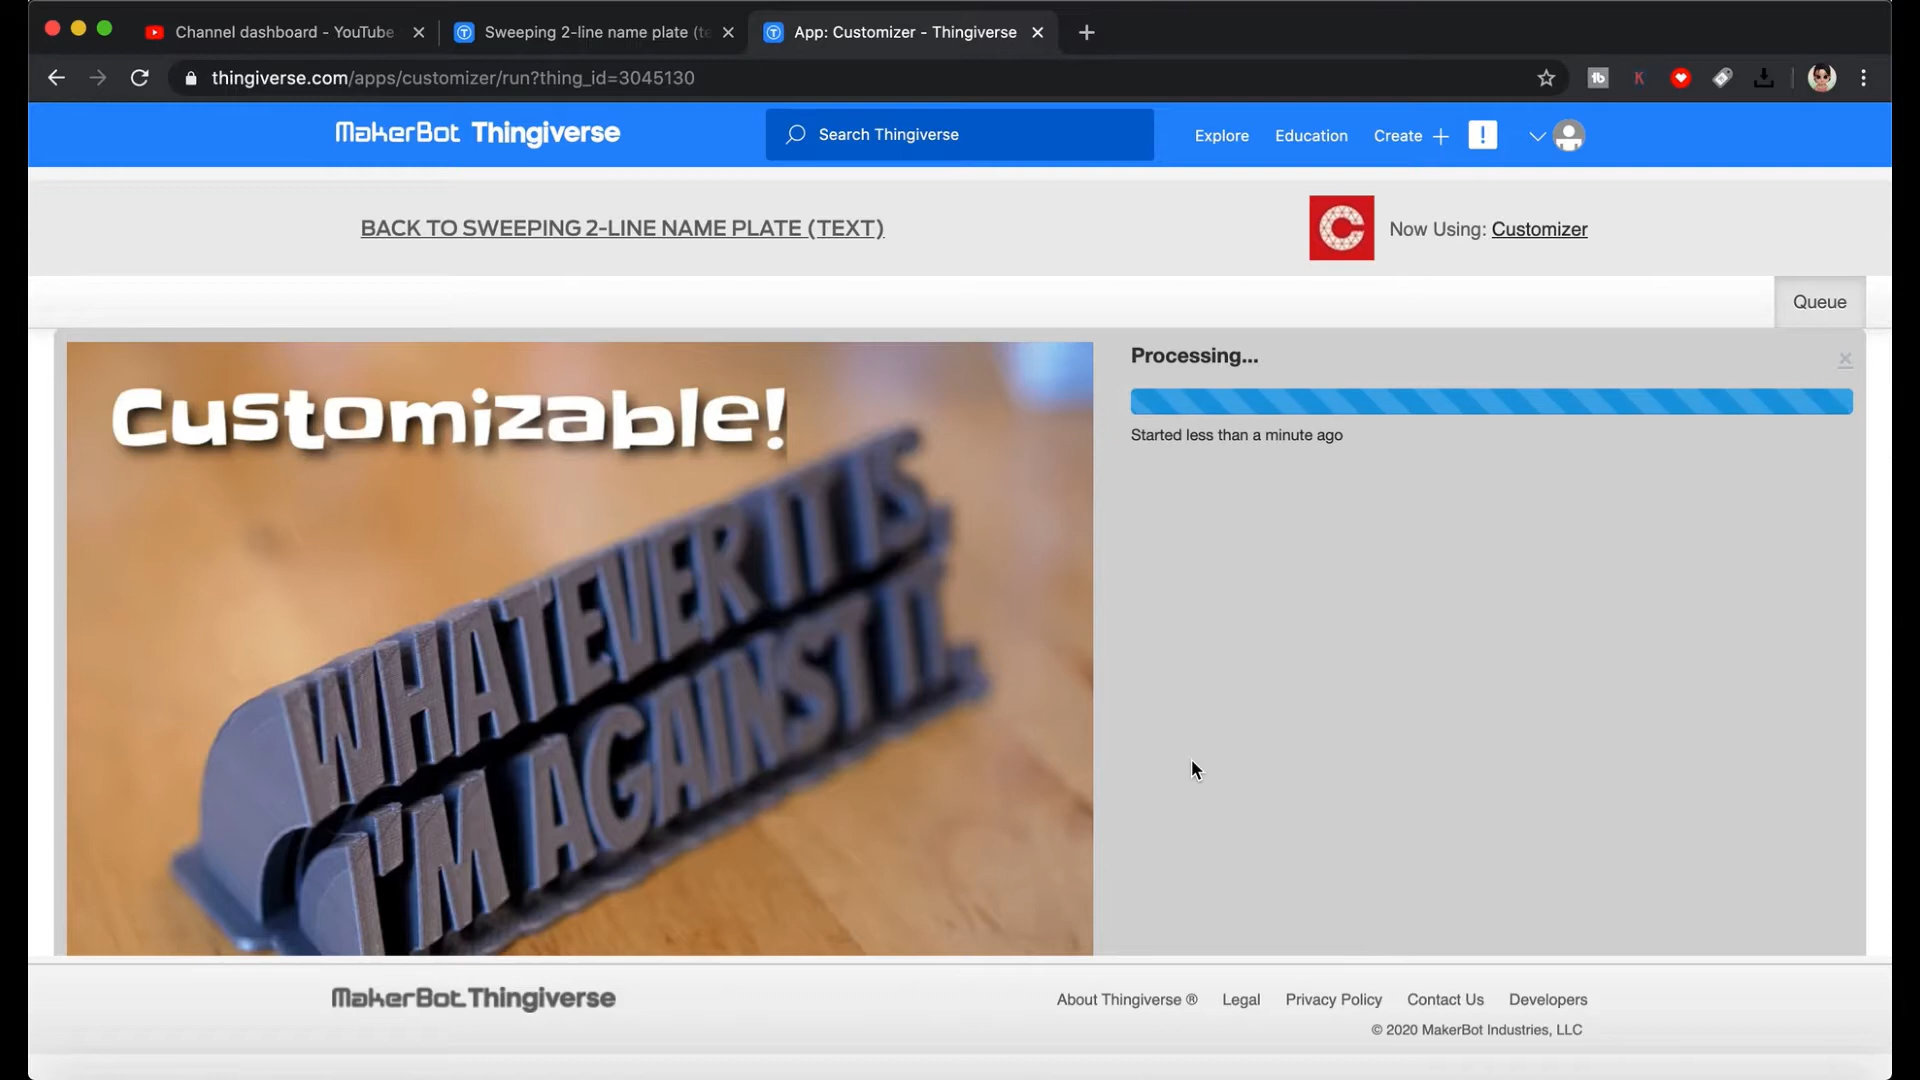 Channel dashboard - YouTube
Sweeping 2-line name plate (te
App: Customizer - Thingiverse
thingiverse.com/apps/customizer/run?thing_id=3045130
tb
K
MakerBot Thingiverse
Search Thingiverse
Explore
Education
Create
!
BACK TO SWEEPING 2-LINE NAME PLATE (TEXT)
C
Now Using: Customizer
Queue
Customizable!
WHATEVER IT IS
I'M AGAINST IT.
Processing...
Started less than a minute ago
MakerBot Thingiverse
About Thingiverse ®
Legal
Privacy Policy
Contact Us
Developers
© 2020 MakerBot Industries, LLC